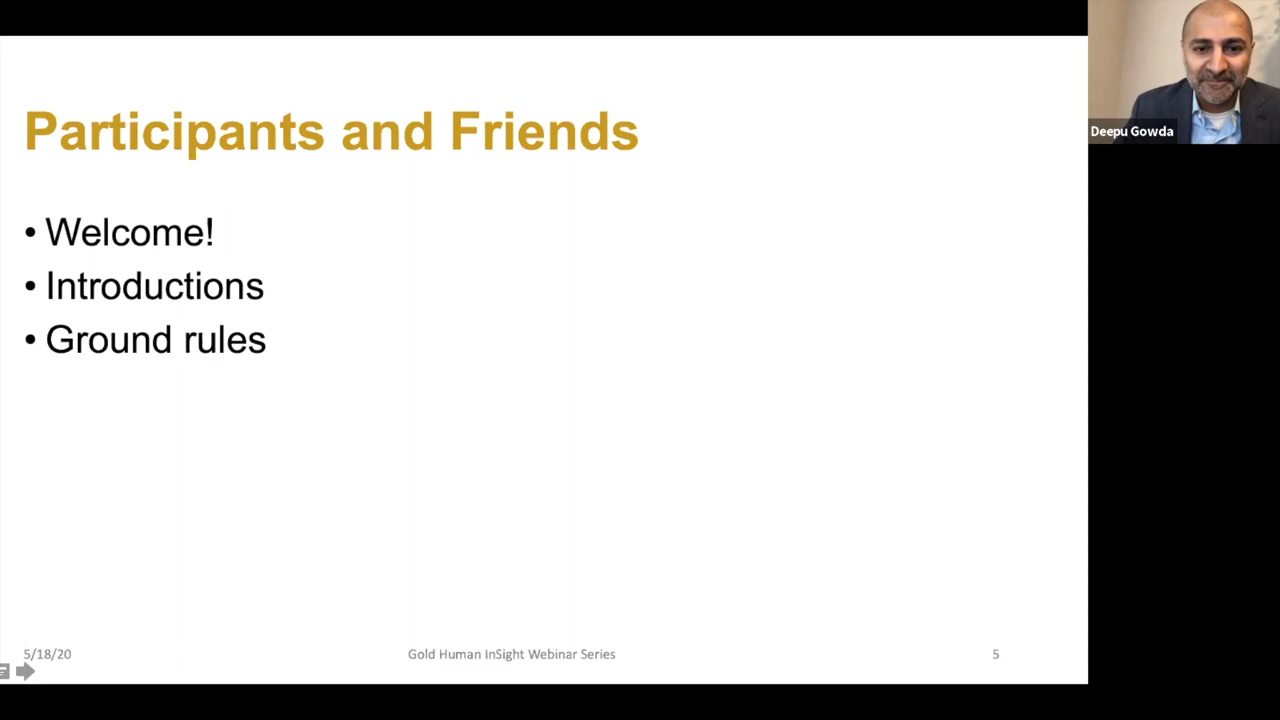 Participants and Friends
• Welcome!
• Introductions
• Ground rules
5/18/20
Gold Human InSight Webinar Series
5
Deepu Gowda